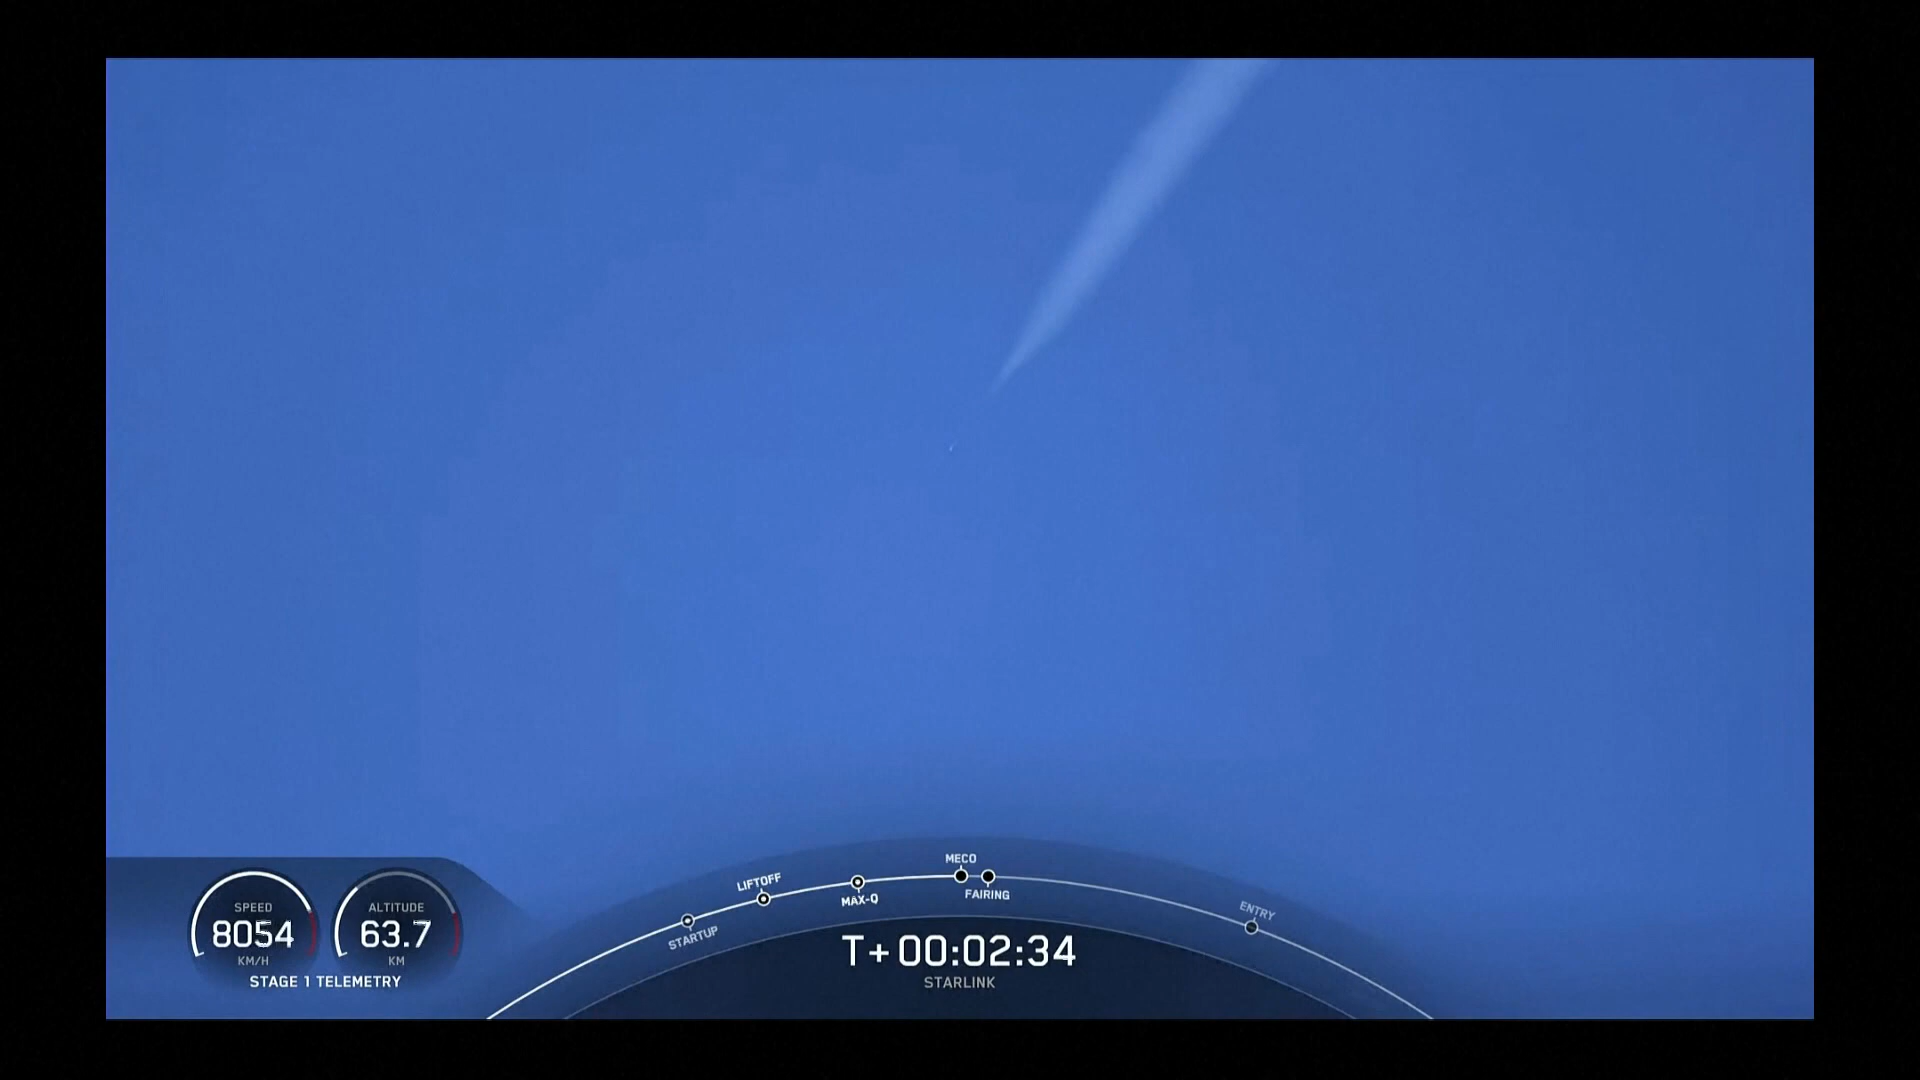 SPEED
8054
KM/H
ALTITUDE
63.7
KM
STAGE 1 TELEMETRY
STARTUP
LIFTOFF
MAX-Q
MECO
FAIRING
ENTRY
T+00:02:34
STARLINK